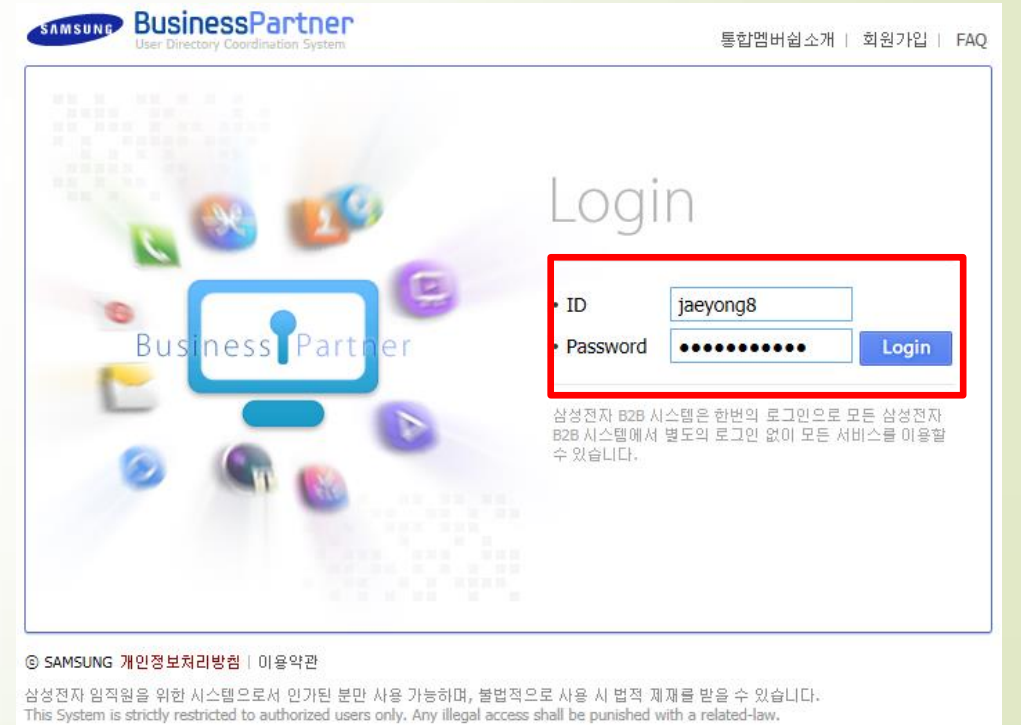 SAMSUNG BusinessPartner
User Directory Coordination System
통합멤버쉽소개 | 회원가입 | FAQ
Login
Business Partner
• ID jaeyong8
• Password ●●●●●●●●●●● Login
삼성전자 B2B 시스템은 한번의 로그인으로 모든 삼성전자
B2B 시스템에서 별도의 로그인 없이 모든 서비스를 이용할
수 있습니다.
ⓒ SAMSUNG 개인정보처리방침 | 이용약관
삼성전자 임직원을 위한 시스템으로서 인가된 분만 사용 가능하며, 불법적으로 사용 시 법적 제재를 받을 수 있습니다.
This System is strictly restricted to authorized users only. Any illegal access shall be punished with a related-law.